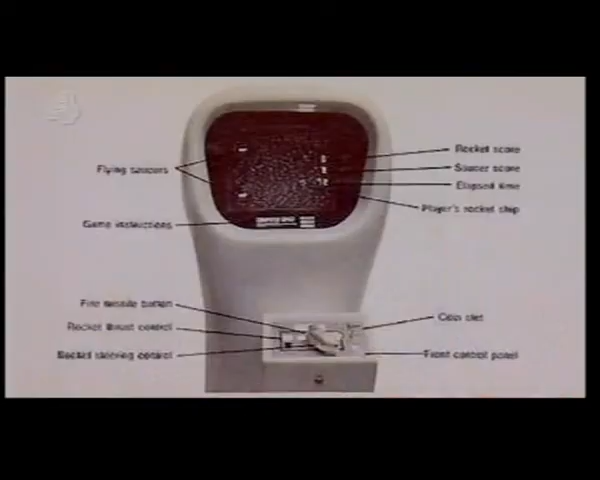 Flying saucers
Game instructions
Fire missile button
Rocket thrust control
Rocket steering control
Rocket score
Saucer score
Elapsed time
Player's rocket ship
Coin slot
Front control panel